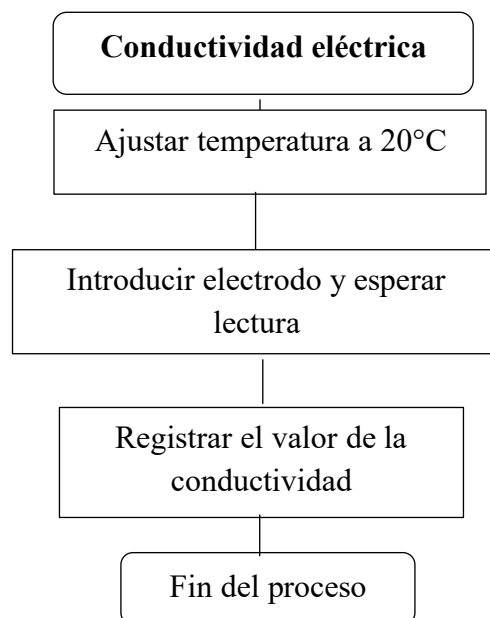 Conductividad eléctrica
Ajustar temperatura a 20°C
Introducir electrodo y esperar
lectura
Registrar el valor de la
conductividad
Fin del proceso